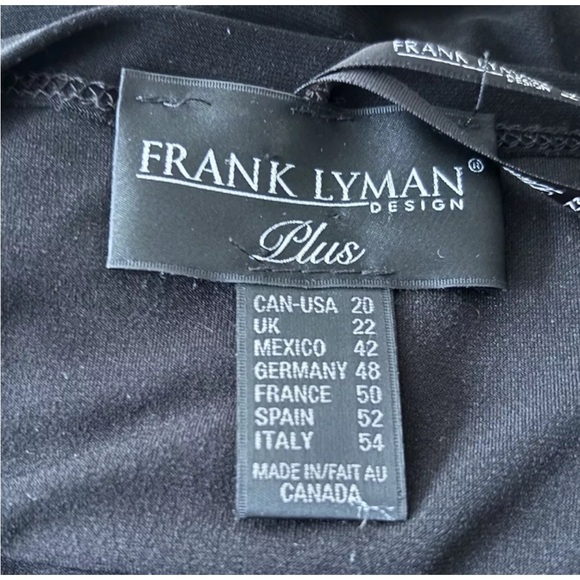 FRANK LYMAN
DESIGN
FRANK LYMAN®
DESIGN
Plus
CAN-USA 20
UK 22
MEXICO 42
GERMANY 48
FRANCE 50
SPAIN 52
ITALY 54
MADE IN/FAIT AU
CANADA